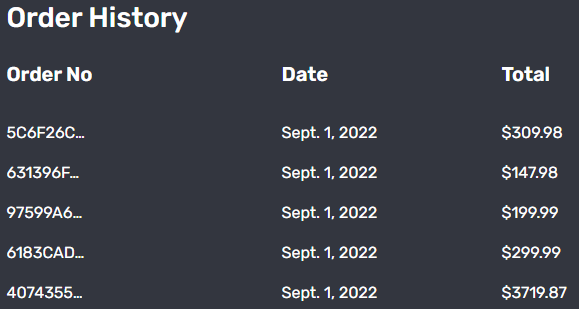 Order History
Order No Date Total
5C6F26C... Sept. 1, 2022 $309.98
631396F... Sept. 1, 2022 $147.98
97599A6... Sept. 1, 2022 $199.99
6183CAD... Sept. 1, 2022 $299.99
4074355... Sept. 1, 2022 $3719.87